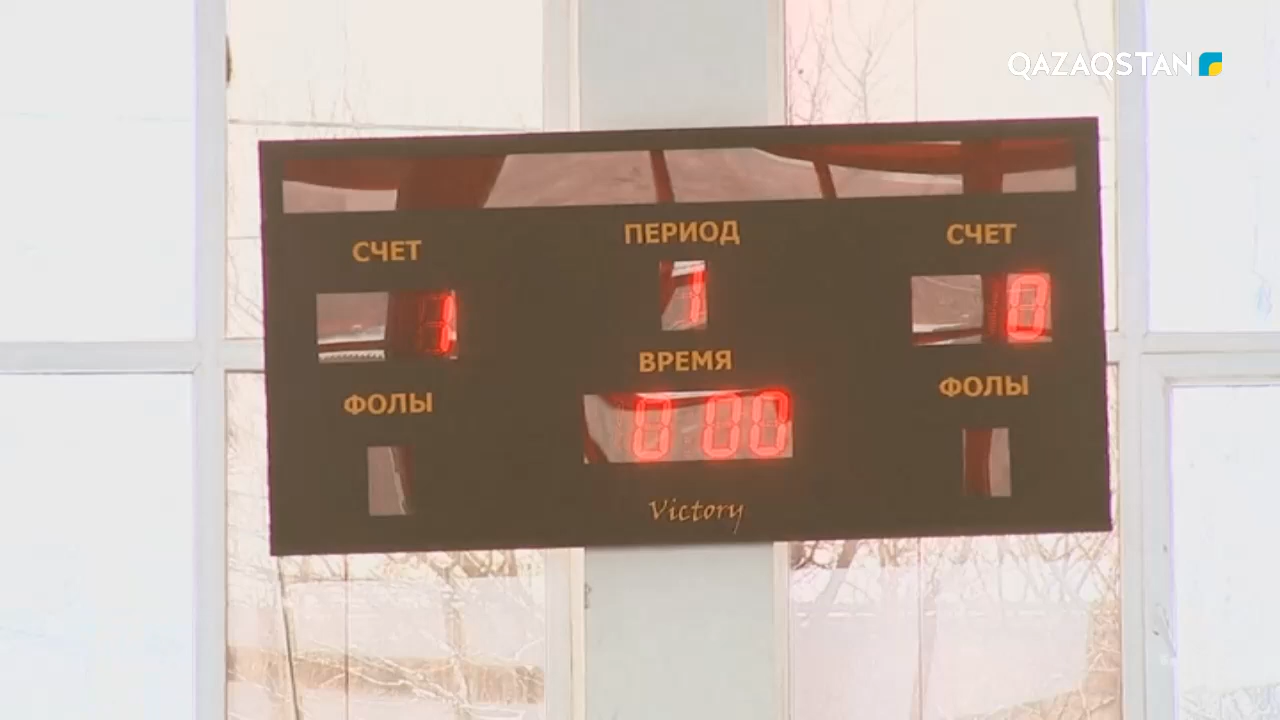 QAZAQSTAN
ПЕРИОД
СЧЕТ
СЧЕТ
1
1
0
ВРЕМЯ
ФОЛЫ
ФОЛЫ
0 00
Victory